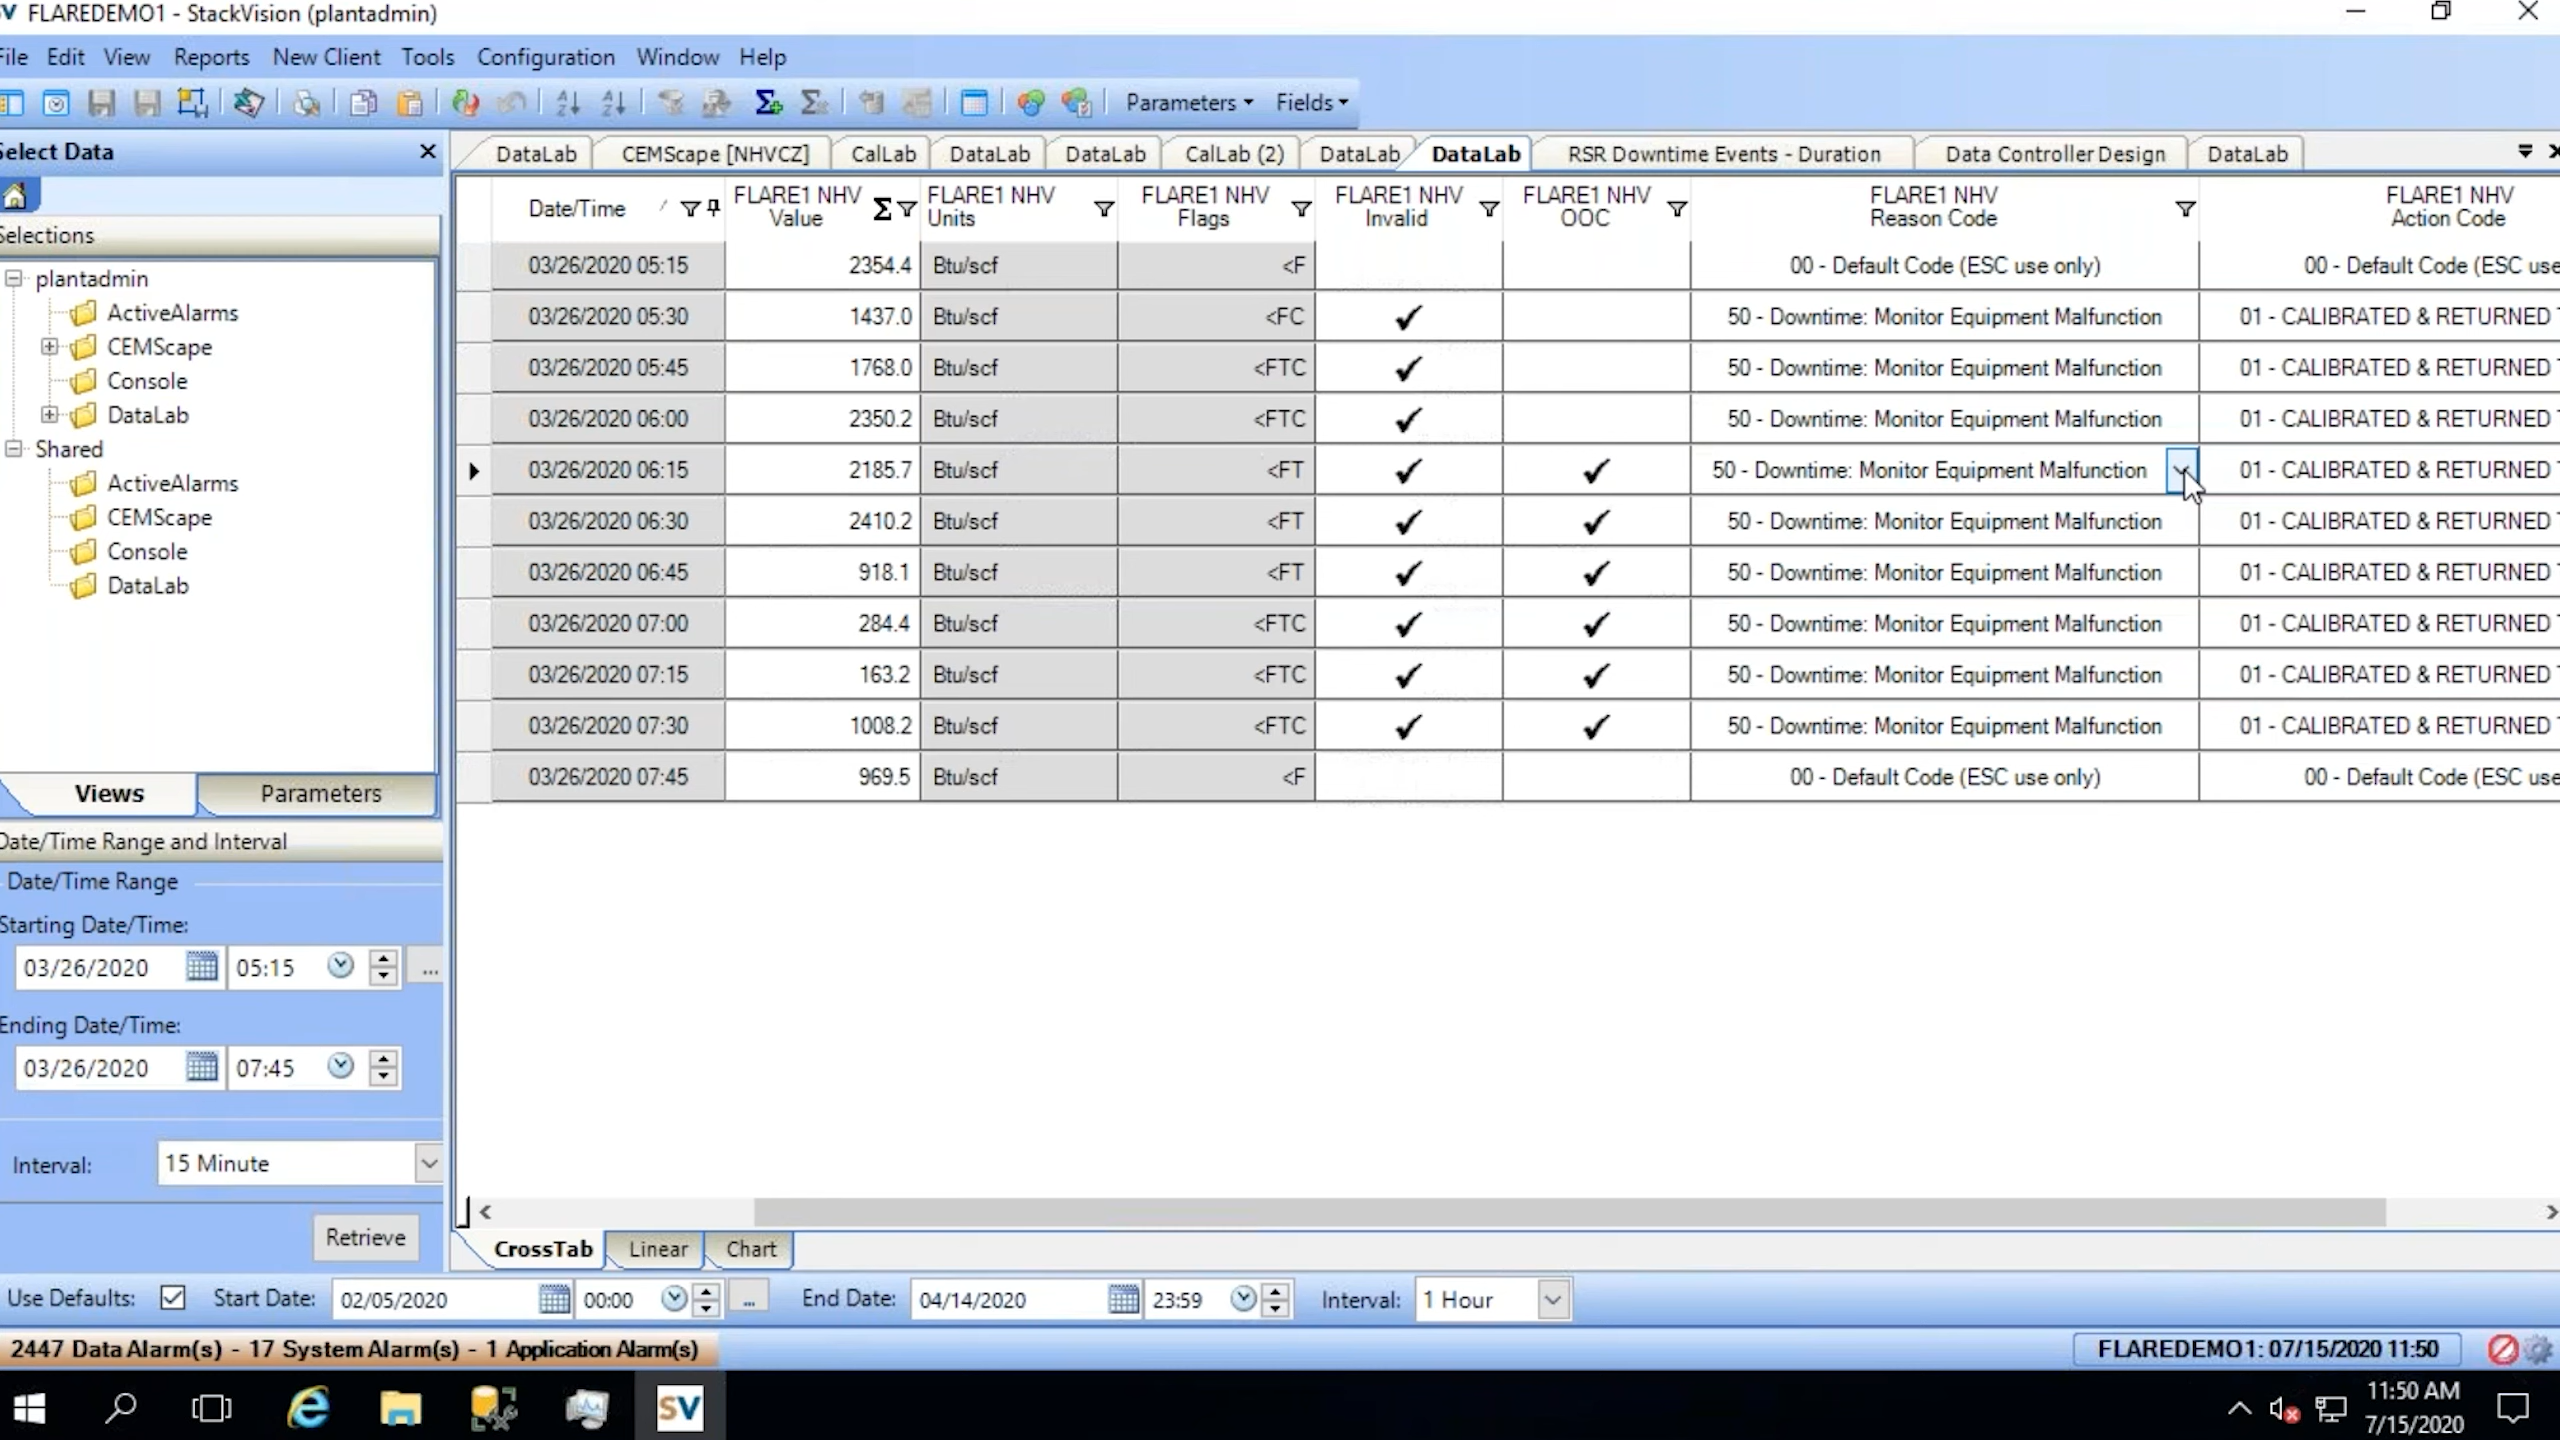 FLAREDEMO1 - StackVision (plantadmin)
File Edit View Reports New Client Tools Configuration Window Help
Parameters Fields
Select Data
DataLab CEMScape [NHVCZ] CalLab DataLab DataLab CalLab (2) DataLab DataLab RSR Downtime Events - Duration Data Controller Design DataLab
Selections
plantadmin
ActiveAlarms
CEMScape
Console
DataLab
Shared
ActiveAlarms
CEMScape
Console
DataLab
Views Parameters
Date/Time FLARE1 NHV Value FLARE1 NHV Units FLARE1 NHV Flags FLARE1 NHV Invalid FLARE1 NHV OOC FLARE1 NHV Reason Code FLARE1 NHV Action Code
03/26/2020 05:15 2354.4 Btu/scf <F 00 - Default Code (ESC use only) 00 - Default Code (ESC use
03/26/2020 05:30 1437.0 Btu/scf <FC ✓ 50 - Downtime: Monitor Equipment Malfunction 01 - CALIBRATED & RETURNED T
03/26/2020 05:45 1768.0 Btu/scf <FTC ✓ 50 - Downtime: Monitor Equipment Malfunction 01 - CALIBRATED & RETURNED T
03/26/2020 06:00 2350.2 Btu/scf <FTC ✓ 50 - Downtime: Monitor Equipment Malfunction 01 - CALIBRATED & RETURNED T
03/26/2020 06:15 2185.7 Btu/scf <FT ✓ ✓ 50 - Downtime: Monitor Equipment Malfunction 01 - CALIBRATED & RETURNED T
03/26/2020 06:30 2410.2 Btu/scf <FT ✓ ✓ 50 - Downtime: Monitor Equipment Malfunction 01 - CALIBRATED & RETURNED T
03/26/2020 06:45 918.1 Btu/scf <FT ✓ ✓ 50 - Downtime: Monitor Equipment Malfunction 01 - CALIBRATED & RETURNED T
03/26/2020 07:00 284.4 Btu/scf <FTC ✓ ✓ 50 - Downtime: Monitor Equipment Malfunction 01 - CALIBRATED & RETURNED T
03/26/2020 07:15 163.2 Btu/scf <FTC ✓ ✓ 50 - Downtime: Monitor Equipment Malfunction 01 - CALIBRATED & RETURNED T
03/26/2020 07:30 1008.2 Btu/scf <FTC ✓ ✓ 50 - Downtime: Monitor Equipment Malfunction 01 - CALIBRATED & RETURNED T
03/26/2020 07:45 969.5 Btu/scf <F 00 - Default Code (ESC use only) 00 - Default Code (ESC use
Date/Time Range and Interval
Date/Time Range
Starting Date/Time:
03/26/2020 05:15 ...
Ending Date/Time:
03/26/2020 07:45
Interval: 15 Minute
Retrieve
CrossTab Linear Chart
Use Defaults: Start Date: 02/05/2020 00:00 ... End Date: 04/14/2020 23:59 Interval: 1 Hour
2447 Data Alarm(s) - 17 System Alarm(s) - 1 Application Alarm(s) FLAREDEMO1: 07/15/2020 11:50
SV
11:50 AM
7/15/2020